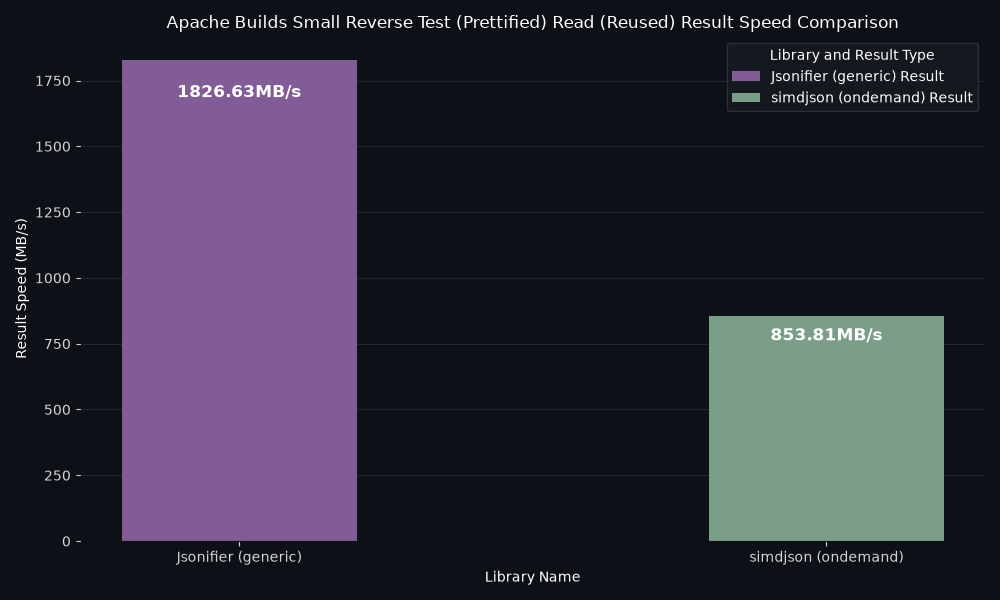 Apache Builds Small Reverse Test (Prettified) Read (Reused) Result Speed Comparison
Library and Result Type
Jsonifier (generic) Result
simdjson (ondemand) Result
1826.63MB/s
853.81MB/s
Result Speed (MB/s)
1750
1500
1250
1000
750
500
250
0
Jsonifier (generic)
simdjson (ondemand)
Library Name